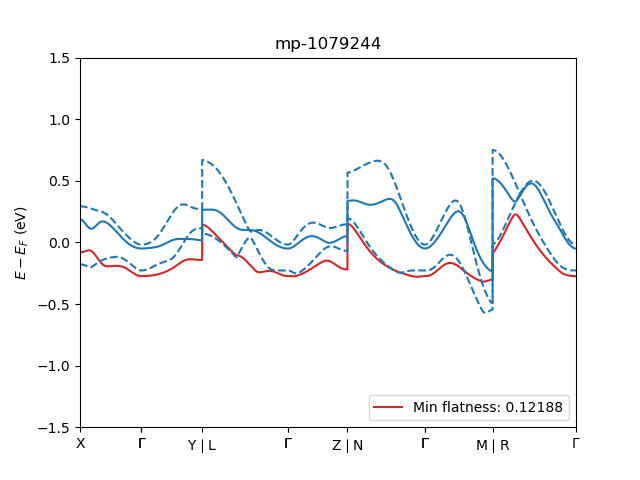 mp-1079244
1.5
1.0
0.5
0.0
−0.5
−1.0
−1.5
E − E_F (eV)
Min flatness: 0.12188
X Γ Y | L Γ Z | N Γ M | R Γ